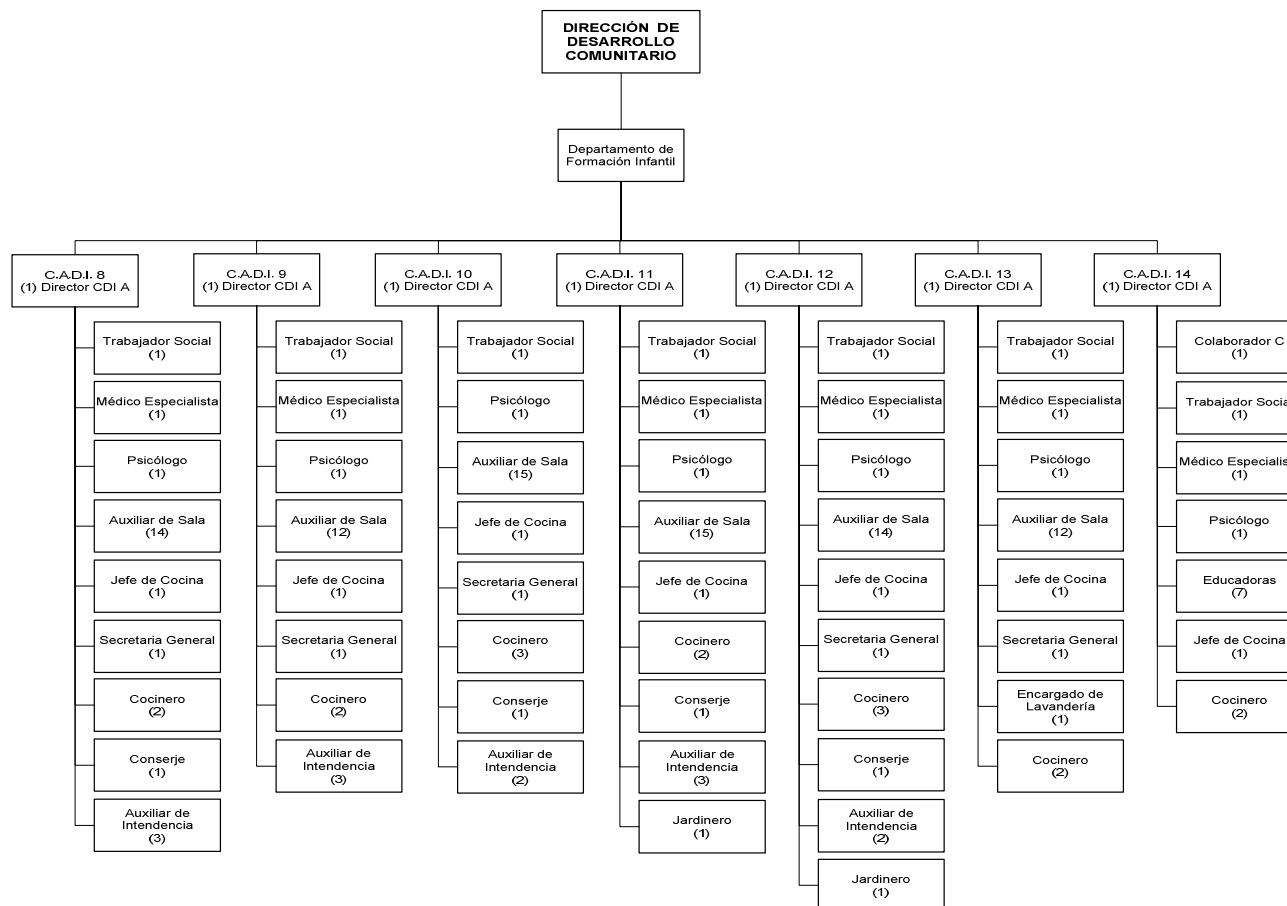 DIRECCIÓN DE
DESARROLLO
COMUNITARIO
Departamento de
Formación Infantil
C.A.D.I. 8
(1) Director CDI A
Trabajador Social
(1)
Médico Especialista
(1)
Psicólogo
(1)
Auxiliar de Sala
(14)
Jefe de Cocina
(1)
Secretaria General
(1)
Cocinero
(2)
Conserje
(1)
Auxiliar de
Intendencia
(3)
C.A.D.I. 9
(1) Director CDI A
Trabajador Social
(1)
Médico Especialista
(1)
Psicólogo
(1)
Auxiliar de Sala
(12)
Jefe de Cocina
(1)
Secretaria General
(1)
Cocinero
(2)
Auxiliar de
Intendencia
(3)
C.A.D.I. 10
(1) Director CDI A
Trabajador Social
(1)
Psicólogo
(1)
Auxiliar de Sala
(15)
Jefe de Cocina
(1)
Secretaria General
(1)
Cocinero
(3)
Conserje
(1)
Auxiliar de
Intendencia
(2)
C.A.D.I. 11
(1) Director CDI A
Trabajador Social
(1)
Médico Especialista
(1)
Psicólogo
(1)
Auxiliar de Sala
(15)
Jefe de Cocina
(1)
Cocinero
(2)
Conserje
(1)
Auxiliar de
Intendencia
(3)
Jardinero
(1)
C.A.D.I. 12
(1) Director CDI A
Trabajador Social
(1)
Médico Especialista
(1)
Psicólogo
(1)
Auxiliar de Sala
(14)
Jefe de Cocina
(1)
Secretaria General
(1)
Cocinero
(3)
Conserje
(1)
Auxiliar de
Intendencia
(2)
Jardinero
(1)
C.A.D.I. 13
(1) Director CDI A
Trabajador Social
(1)
Médico Especialista
(1)
Psicólogo
(1)
Auxiliar de Sala
(12)
Jefe de Cocina
(1)
Secretaria General
(1)
Encargado de
Lavandería
(1)
Cocinero
(2)
C.A.D.I. 14
(1) Director CDI A
Colaborador C
(1)
Trabajador Socia
(1)
Médico Especialis
(1)
Psicólogo
(1)
Educadoras
(7)
Jefe de Cocina
(1)
Cocinero
(2)